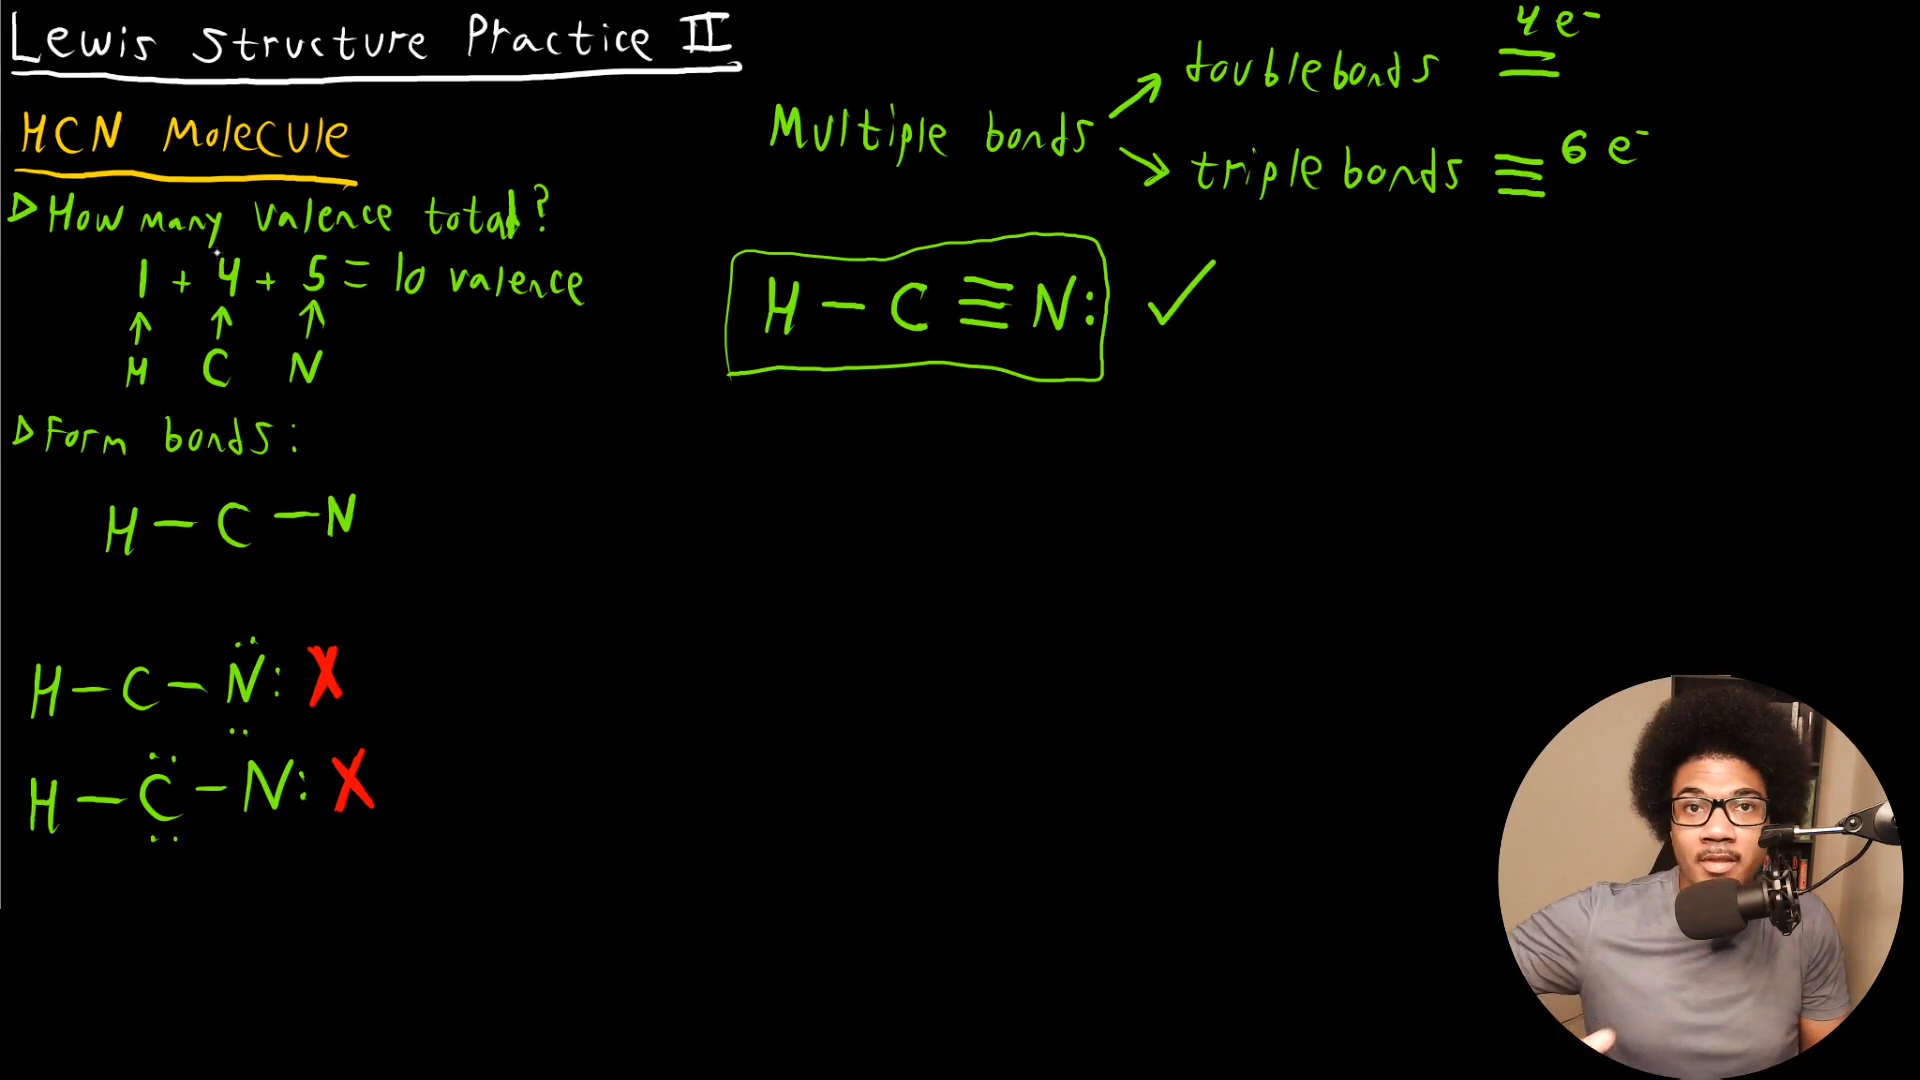 Lewis Structure Practice II
HCN Molecule
▷ How many valence total?
1 + 4 + 5 = 10 valence
↑ ↑ ↑
H C N
▷ Form bonds:
H — C — N
H — C — N̤̈: X
H — C̤̈ — N: X
Multiple bonds
↗ double bonds = 4 e⁻
↘ triple bonds ≡ 6 e⁻
H — C ≡ N: ✓